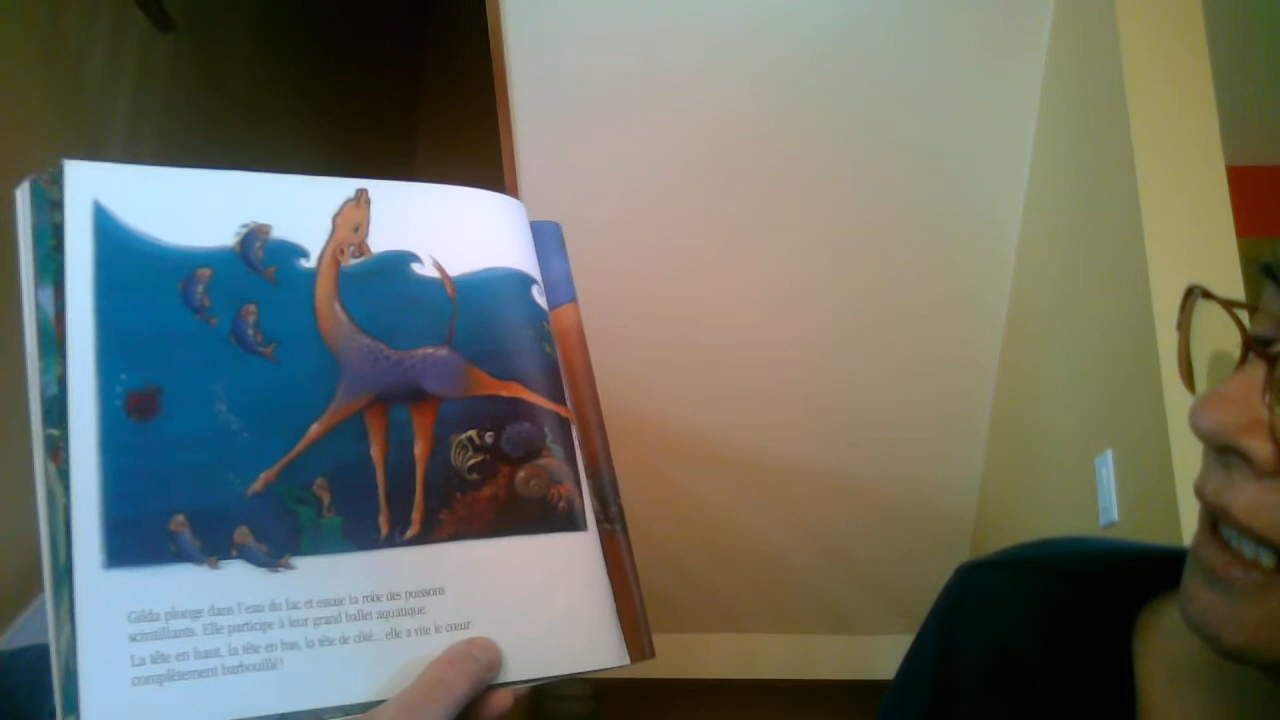 Gilda plonge dans l'eau du lac et essaie la robe des poissons
scintillants. Elle participe à leur grand ballet aquatique.
La tête en haut, la tête en bas, la tête de côté... elle a vite le cœur
complètement barbouillé!